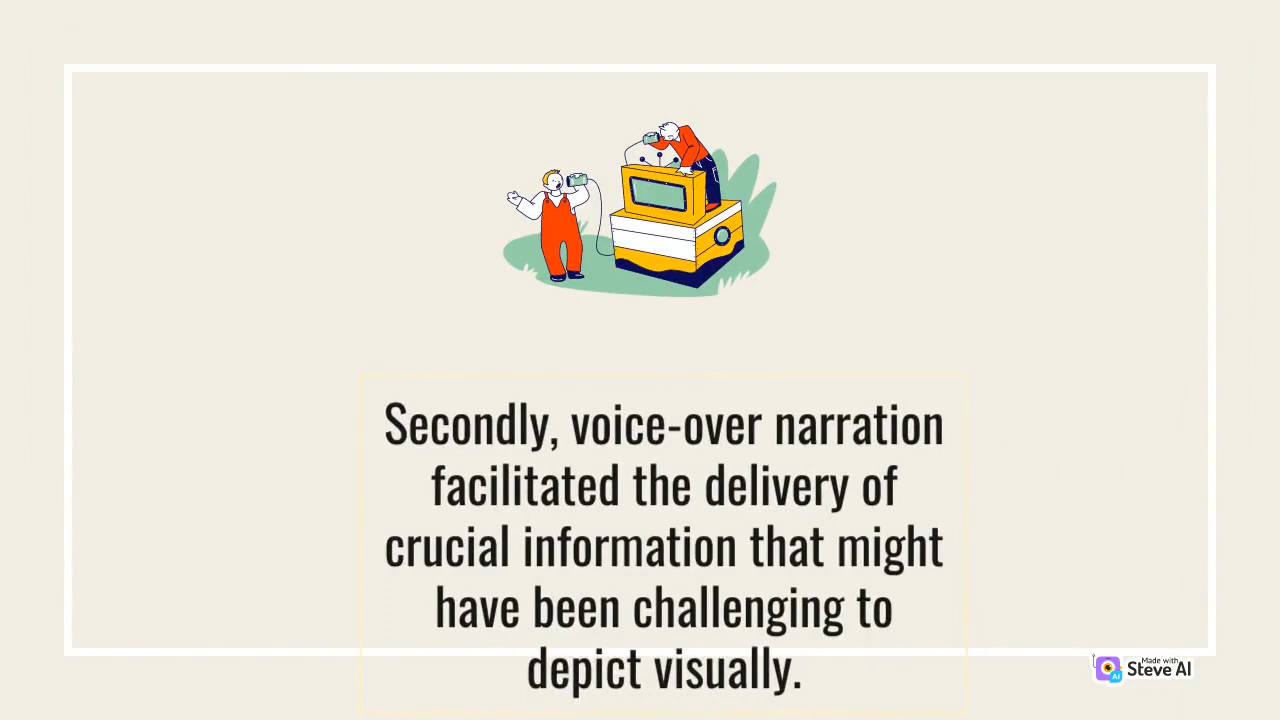 Secondly, voice-over narration
facilitated the delivery of
crucial information that might
have been challenging to
depict visually.
Made with
Steve AI
AI